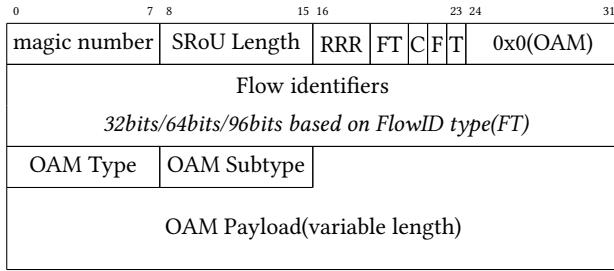 0 7 8 15 16 23 24 31
magic number SRoU Length RRR FT C F T 0x0(OAM)
Flow identifiers
32bits/64bits/96bits based on FlowID type(FT)
OAM Type OAM Subtype
OAM Payload(variable length)